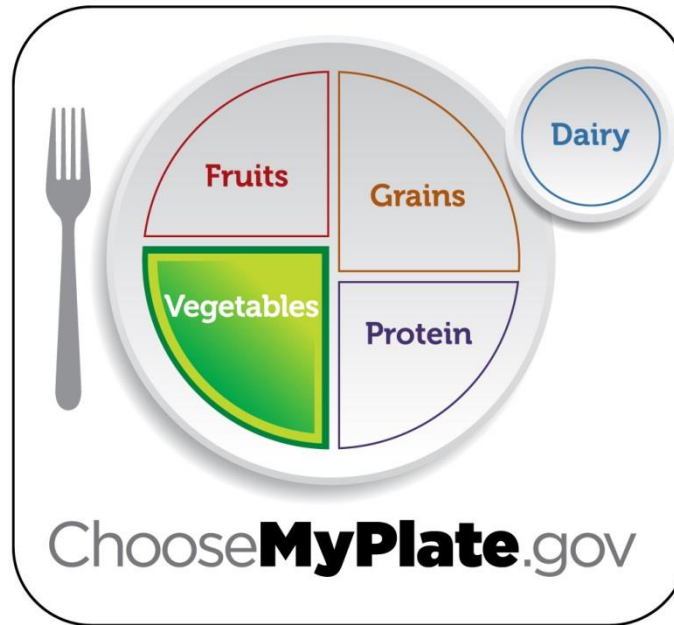 Dairy
Fruits
Grains
Vegetables
Protein
ChooseMyPlate.gov